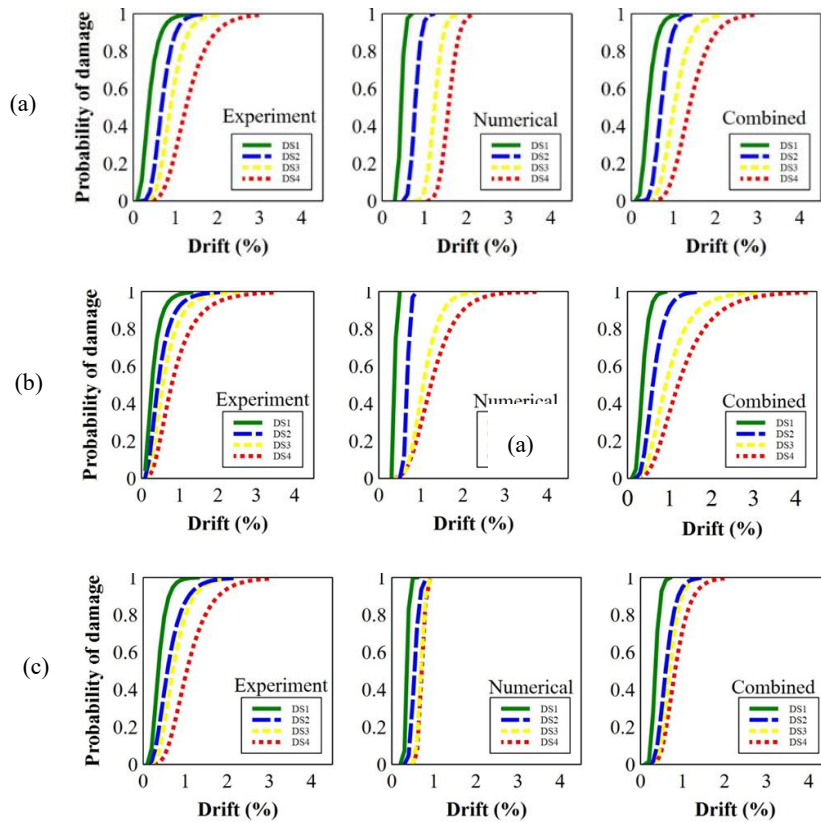 (a)
Probability of damage
1
0.8
0.6
0.4
0.2
0
Experiment
DS1
DS2
DS3
DS4
0 1 2 3 4
Drift (%)
1
0.8
0.6
0.4
0.2
0
Numerical
DS1
DS2
DS3
DS4
0 1 2 3 4
Drift (%)
1
0.8
0.6
0.4
0.2
0
Combined
DS1
DS2
DS3
DS4
0 1 2 3 4
Drift (%)
(b)
Probability of damage
1
0.8
0.6
0.4
0.2
0
Experiment
DS1
DS2
DS3
DS4
0 1 2 3 4
Drift (%)
1
0.8
0.6
0.4
0.2
0
Numerical
(a)
0 1 2 3 4
Drift (%)
1
0.8
0.6
0.4
0.2
0
Combined
DS1
DS2
DS3
DS4
0 1 2 3 4
Drift (%)
(c)
Probability of damage
1
0.8
0.6
0.4
0.2
0
Experiment
DS1
DS2
DS3
DS4
0 1 2 3 4
Drift (%)
1
0.8
0.6
0.4
0.2
0
Numerical
DS1
DS2
DS3
DS4
0 1 2 3 4
Drift (%)
1
0.8
0.6
0.4
0.2
0
Combined
DS1
DS2
DS3
DS4
0 1 2 3 4
Drift (%)